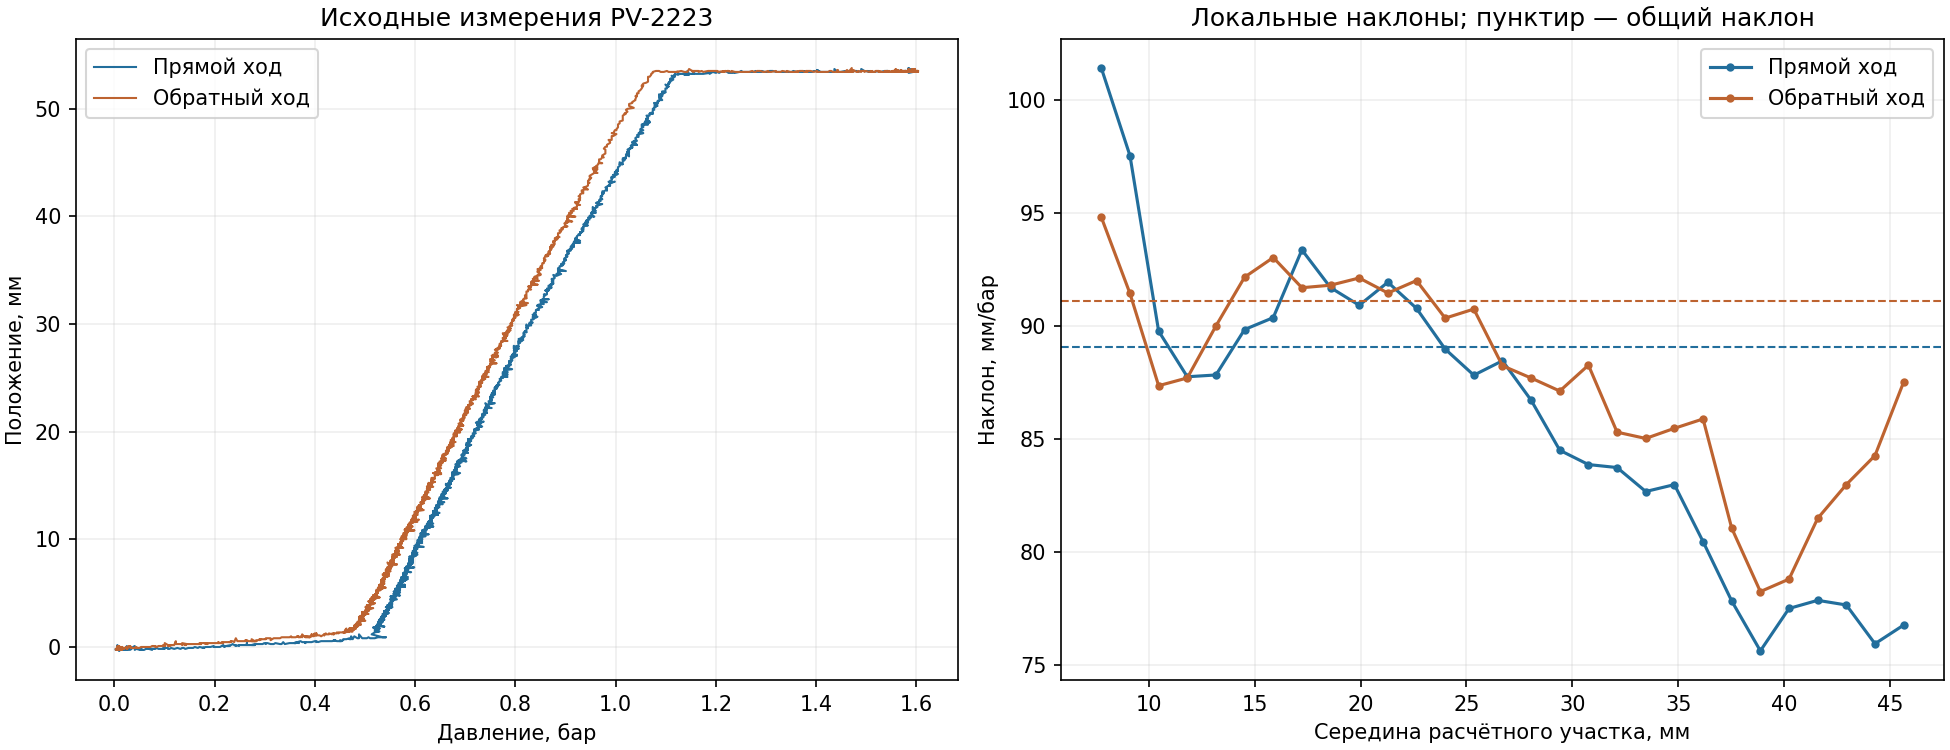 Исходные измерения PV-2223
Прямой ход
Обратный ход
Положение, мм
50
40
30
20
10
0
0.0 0.2 0.4 0.6 0.8 1.0 1.2 1.4 1.6
Давление, бар
Локальные наклоны; пунктир — общий наклон
Прямой ход
Обратный ход
Наклон, мм/бар
100
95
90
85
80
75
10 15 20 25 30 35 40 45
Середина расчётного участка, мм